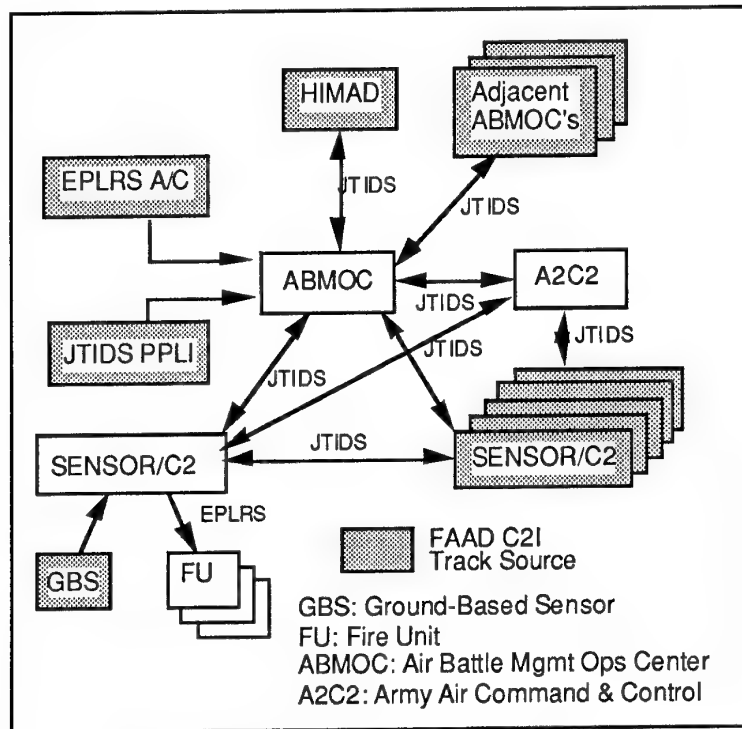 HIMAD
Adjacent
ABMOC's
EPLRS A/C
JTIDS
JTIDS
ABMOC
A2C2
JTIDS
JTIDS PPLI
JTIDS
JTIDS
JTIDS
SENSOR/C2
JTIDS
SENSOR/C2
EPLRS
GBS
FU
FAAD C2I
Track Source
GBS: Ground-Based Sensor
FU: Fire Unit
ABMOC: Air Battle Mgmt Ops Center
A2C2: Army Air Command & Control